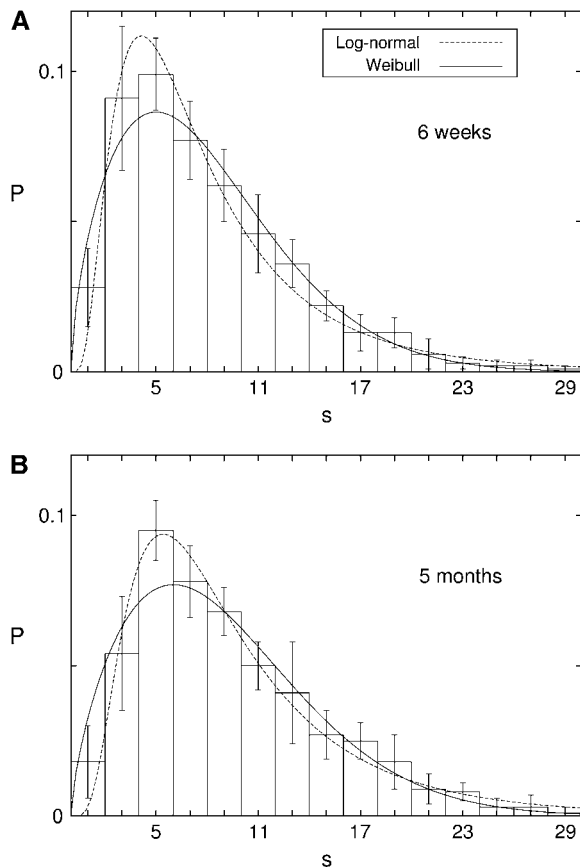 A
Log-normal
Weibull
0.1
6 weeks
P
0
5 11 17 23 29
s
B
0.1
5 months
P
0
5 11 17 23 29
s